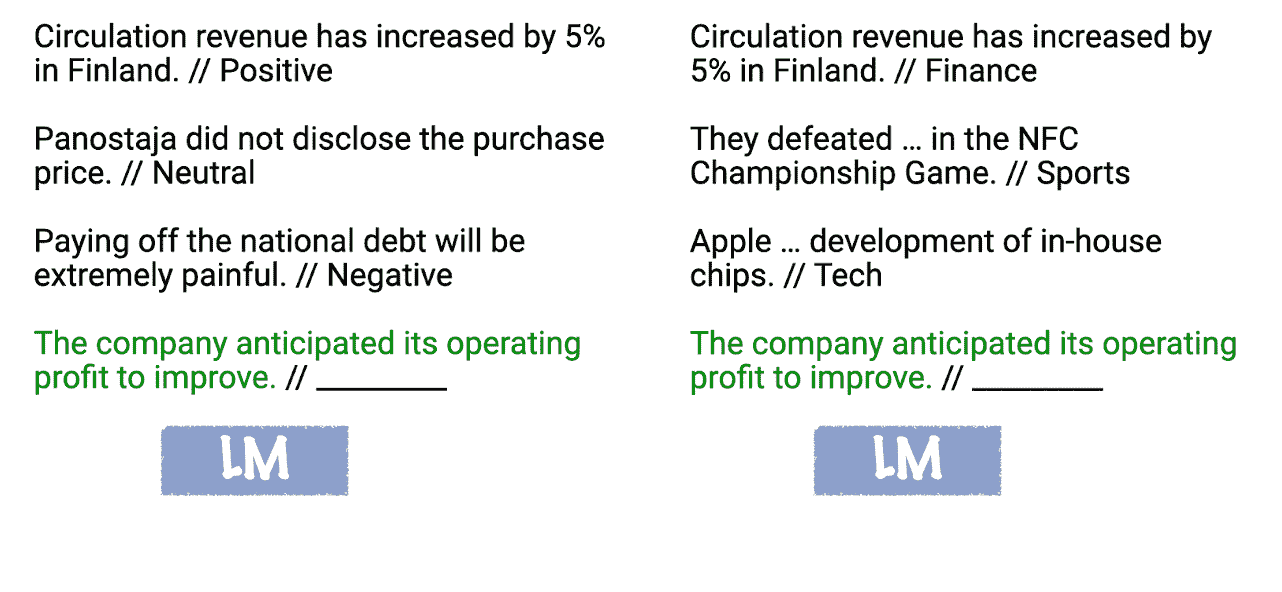 Circulation revenue has increased by 5%
in Finland. // Positive
Panostaja did not disclose the purchase
price. // Neutral
Paying off the national debt will be
extremely painful. // Negative
The company anticipated its operating
profit to improve. // _________
LM
Circulation revenue has increased by
5% in Finland. // Finance
They defeated … in the NFC
Championship Game. // Sports
Apple … development of in-house
chips. // Tech
The company anticipated its operating
profit to improve. // _________
LM